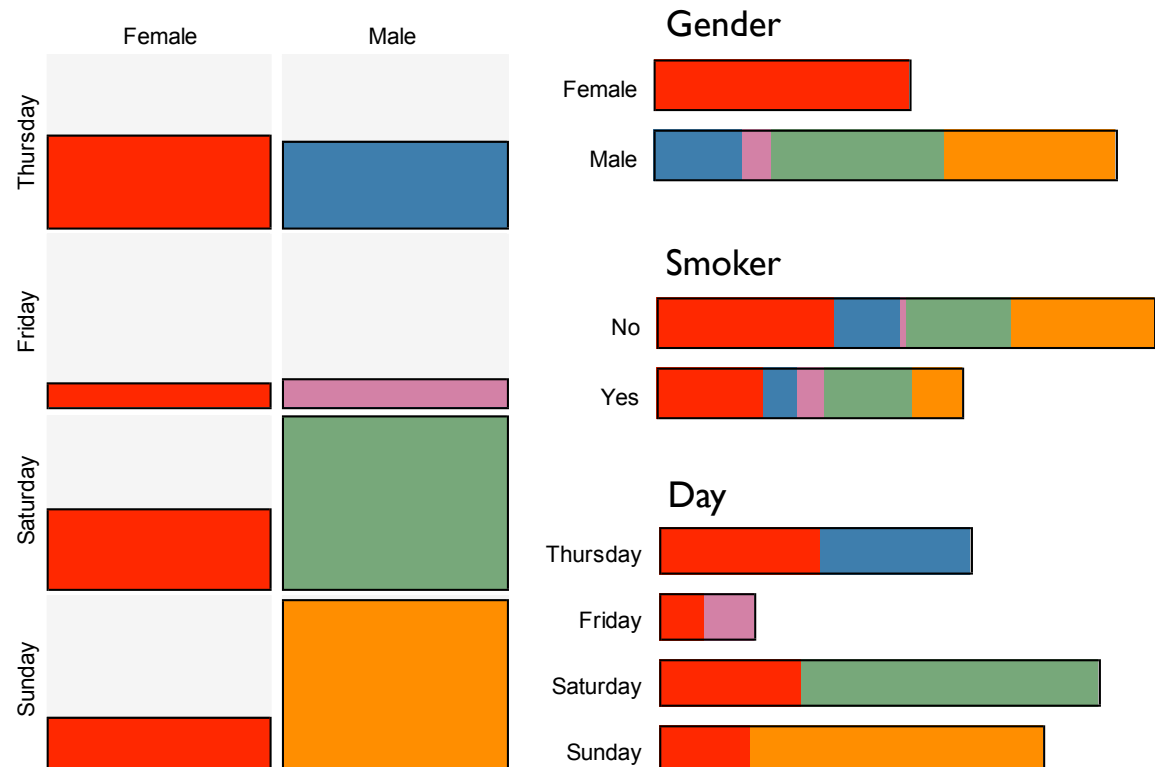 Female
Male
Thursday
Friday
Saturday
Sunday
Gender
Female
Male
Smoker
No
Yes
Day
Thursday
Friday
Saturday
Sunday